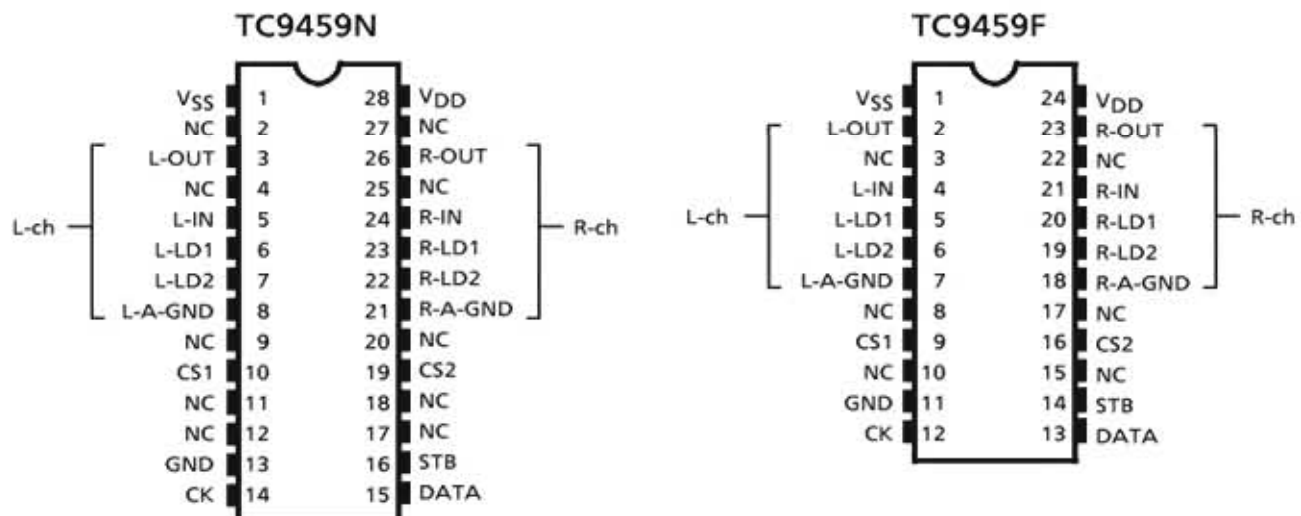 TC9459N
VSS 1 28 VDD
NC 2 27 NC
L-OUT 3 26 R-OUT
NC 4 25 NC
L-IN 5 24 R-IN
L-LD1 6 23 R-LD1
L-LD2 7 22 R-LD2
L-A-GND 8 21 R-A-GND
NC 9 20 NC
CS1 10 19 CS2
NC 11 18 NC
NC 12 17 NC
GND 13 16 STB
CK 14 15 DATA
L-ch
R-ch
TC9459F
VSS 1 24 VDD
L-OUT 2 23 R-OUT
NC 3 22 NC
L-IN 4 21 R-IN
L-LD1 5 20 R-LD1
L-LD2 6 19 R-LD2
L-A-GND 7 18 R-A-GND
NC 8 17 NC
CS1 9 16 CS2
NC 10 15 NC
GND 11 14 STB
CK 12 13 DATA
L-ch
R-ch